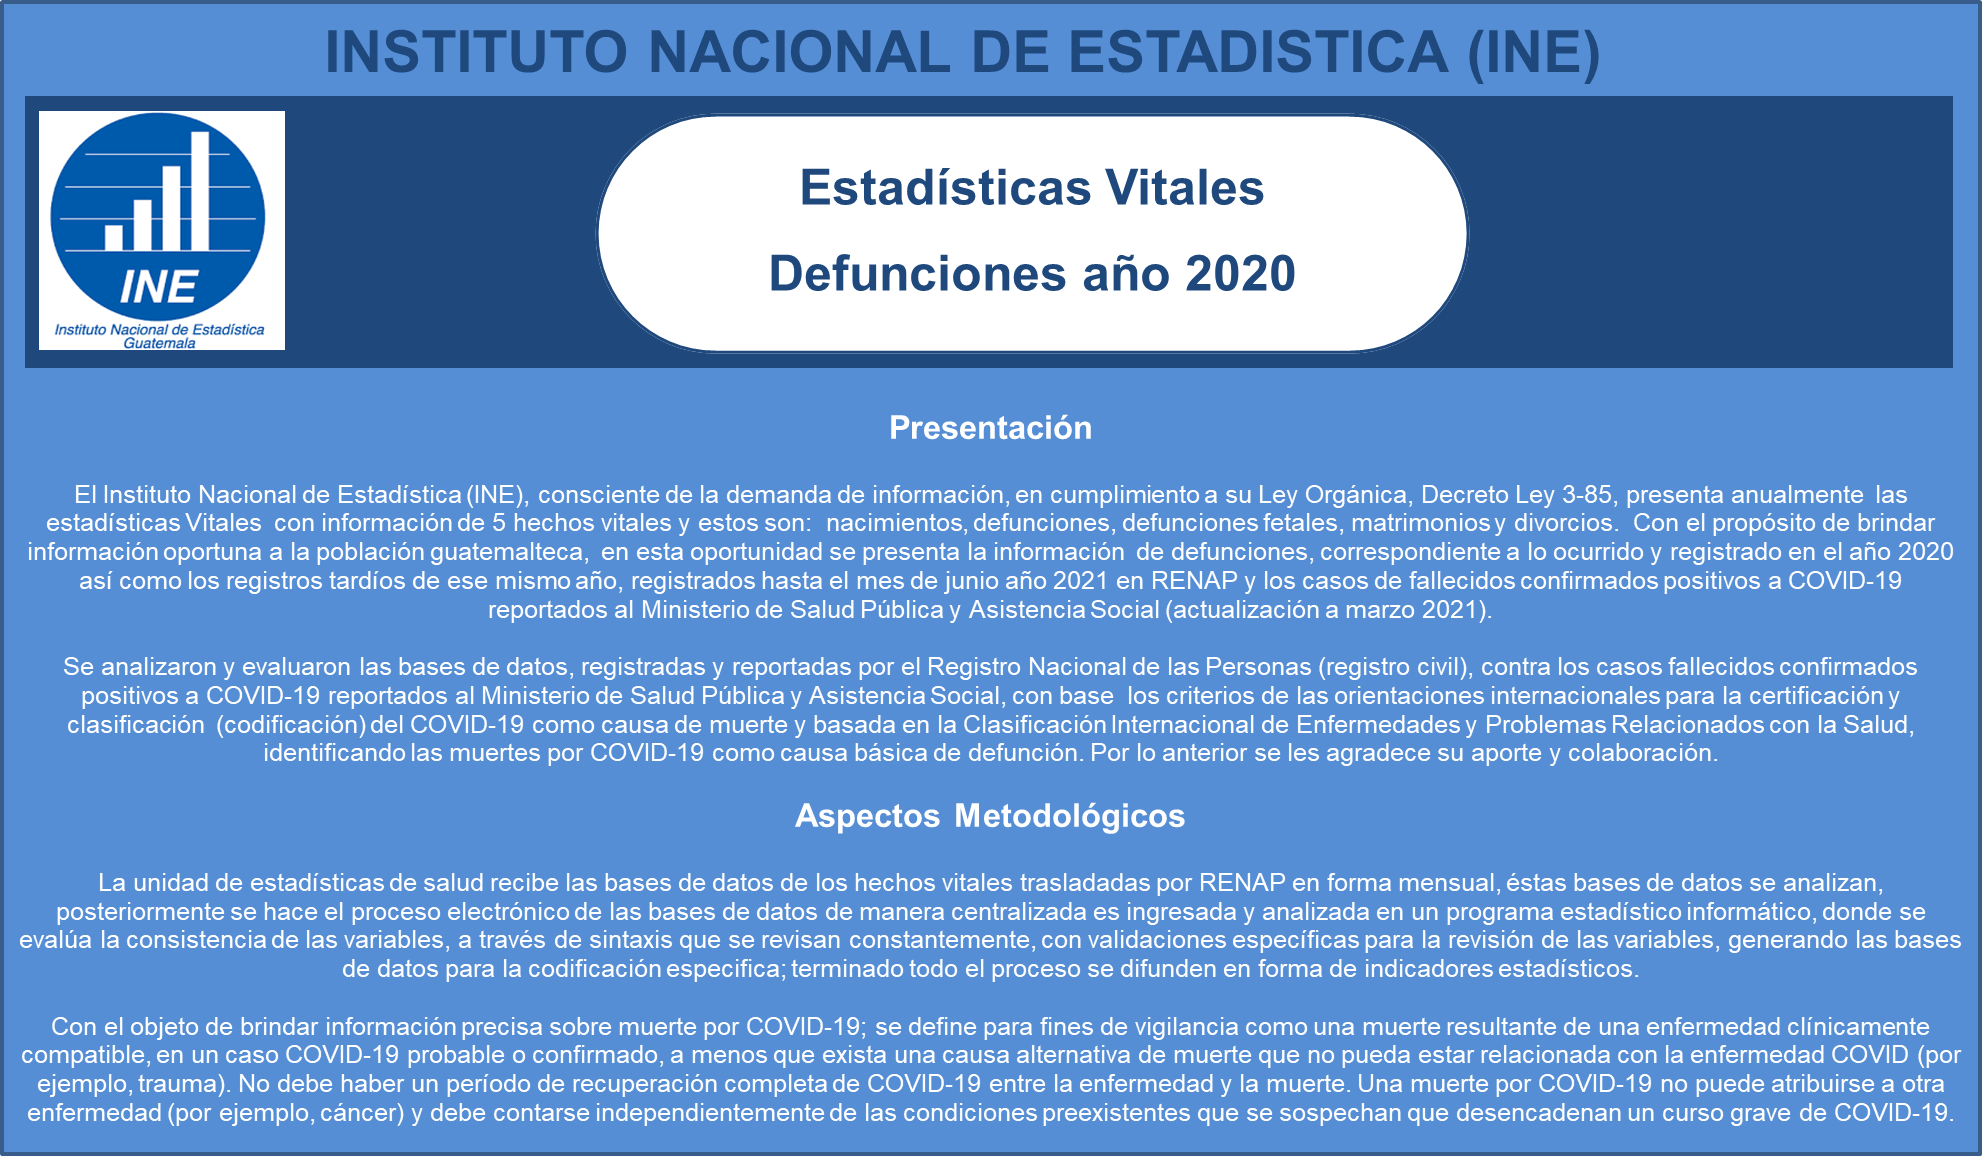 INSTITUTO NACIONAL DE ESTADISTICA (INE)
INE
Instituto Nacional de Estadística
Guatemala
Estadísticas Vitales
Defunciones año 2020
Presentación
El Instituto Nacional de Estadística (INE), consciente de la demanda de información, en cumplimiento a su Ley Orgánica, Decreto Ley 3-85, presenta anualmente las
estadísticas Vitales con información de 5 hechos vitales y estos son: nacimientos, defunciones, defunciones fetales, matrimonios y divorcios. Con el propósito de brindar
información oportuna a la población guatemalteca, en esta oportunidad se presenta la información de defunciones, correspondiente a lo ocurrido y registrado en el año 2020
así como los registros tardíos de ese mismo año, registrados hasta el mes de junio año 2021 en RENAP y los casos de fallecidos confirmados positivos a COVID-19
reportados al Ministerio de Salud Pública y Asistencia Social (actualización a marzo 2021).
Se analizaron y evaluaron las bases de datos, registradas y reportadas por el Registro Nacional de las Personas (registro civil), contra los casos fallecidos confirmados
positivos a COVID-19 reportados al Ministerio de Salud Pública y Asistencia Social, con base los criterios de las orientaciones internacionales para la certificación y
clasificación (codificación) del COVID-19 como causa de muerte y basada en la Clasificación Internacional de Enfermedades y Problemas Relacionados con la Salud,
identificando las muertes por COVID-19 como causa básica de defunción. Por lo anterior se les agradece su aporte y colaboración.
Aspectos Metodológicos
La unidad de estadísticas de salud recibe las bases de datos de los hechos vitales trasladadas por RENAP en forma mensual, éstas bases de datos se analizan,
posteriormente se hace el proceso electrónico de las bases de datos de manera centralizada es ingresada y analizada en un programa estadístico informático, donde se
evalúa la consistencia de las variables, a través de sintaxis que se revisan constantemente, con validaciones específicas para la revisión de las variables, generando las bases
de datos para la codificación especifica; terminado todo el proceso se difunden en forma de indicadores estadísticos.
Con el objeto de brindar información precisa sobre muerte por COVID-19; se define para fines de vigilancia como una muerte resultante de una enfermedad clínicamente
compatible, en un caso COVID-19 probable o confirmado, a menos que exista una causa alternativa de muerte que no pueda estar relacionada con la enfermedad COVID (por
ejemplo, trauma). No debe haber un período de recuperación completa de COVID-19 entre la enfermedad y la muerte. Una muerte por COVID-19 no puede atribuirse a otra
enfermedad (por ejemplo, cáncer) y debe contarse independientemente de las condiciones preexistentes que se sospechan que desencadenan un curso grave de COVID-19.